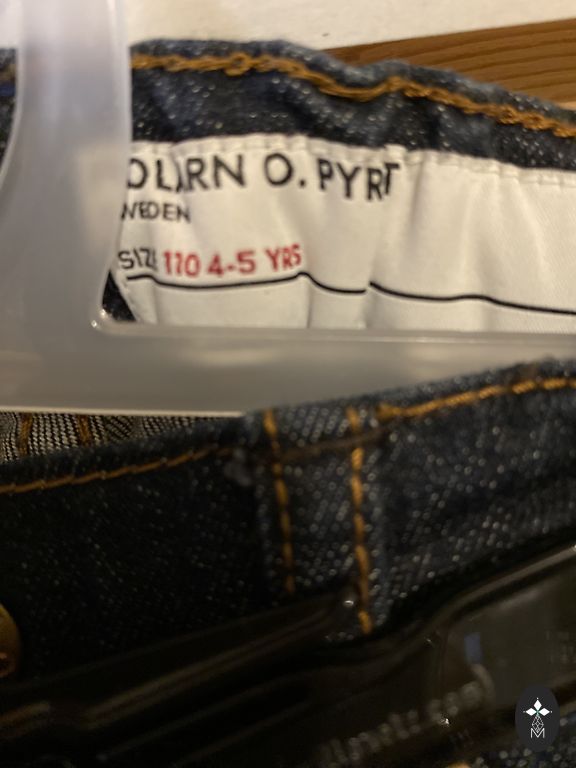 OLARN O. PYRT
WEDEN
SIZE 110 4-5 YRS
M